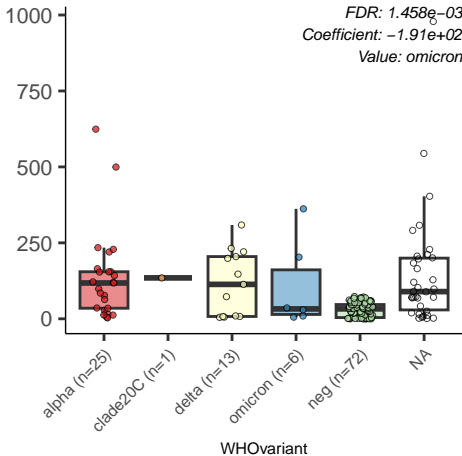 FDR: 1.458e−03
Coefficient: −1.91e+02
Value: omicron
1000
750
500
250
0
alpha (n=25)
clade20C (n=1)
delta (n=13)
omicron (n=6)
neg (n=72)
NA
WHOvariant